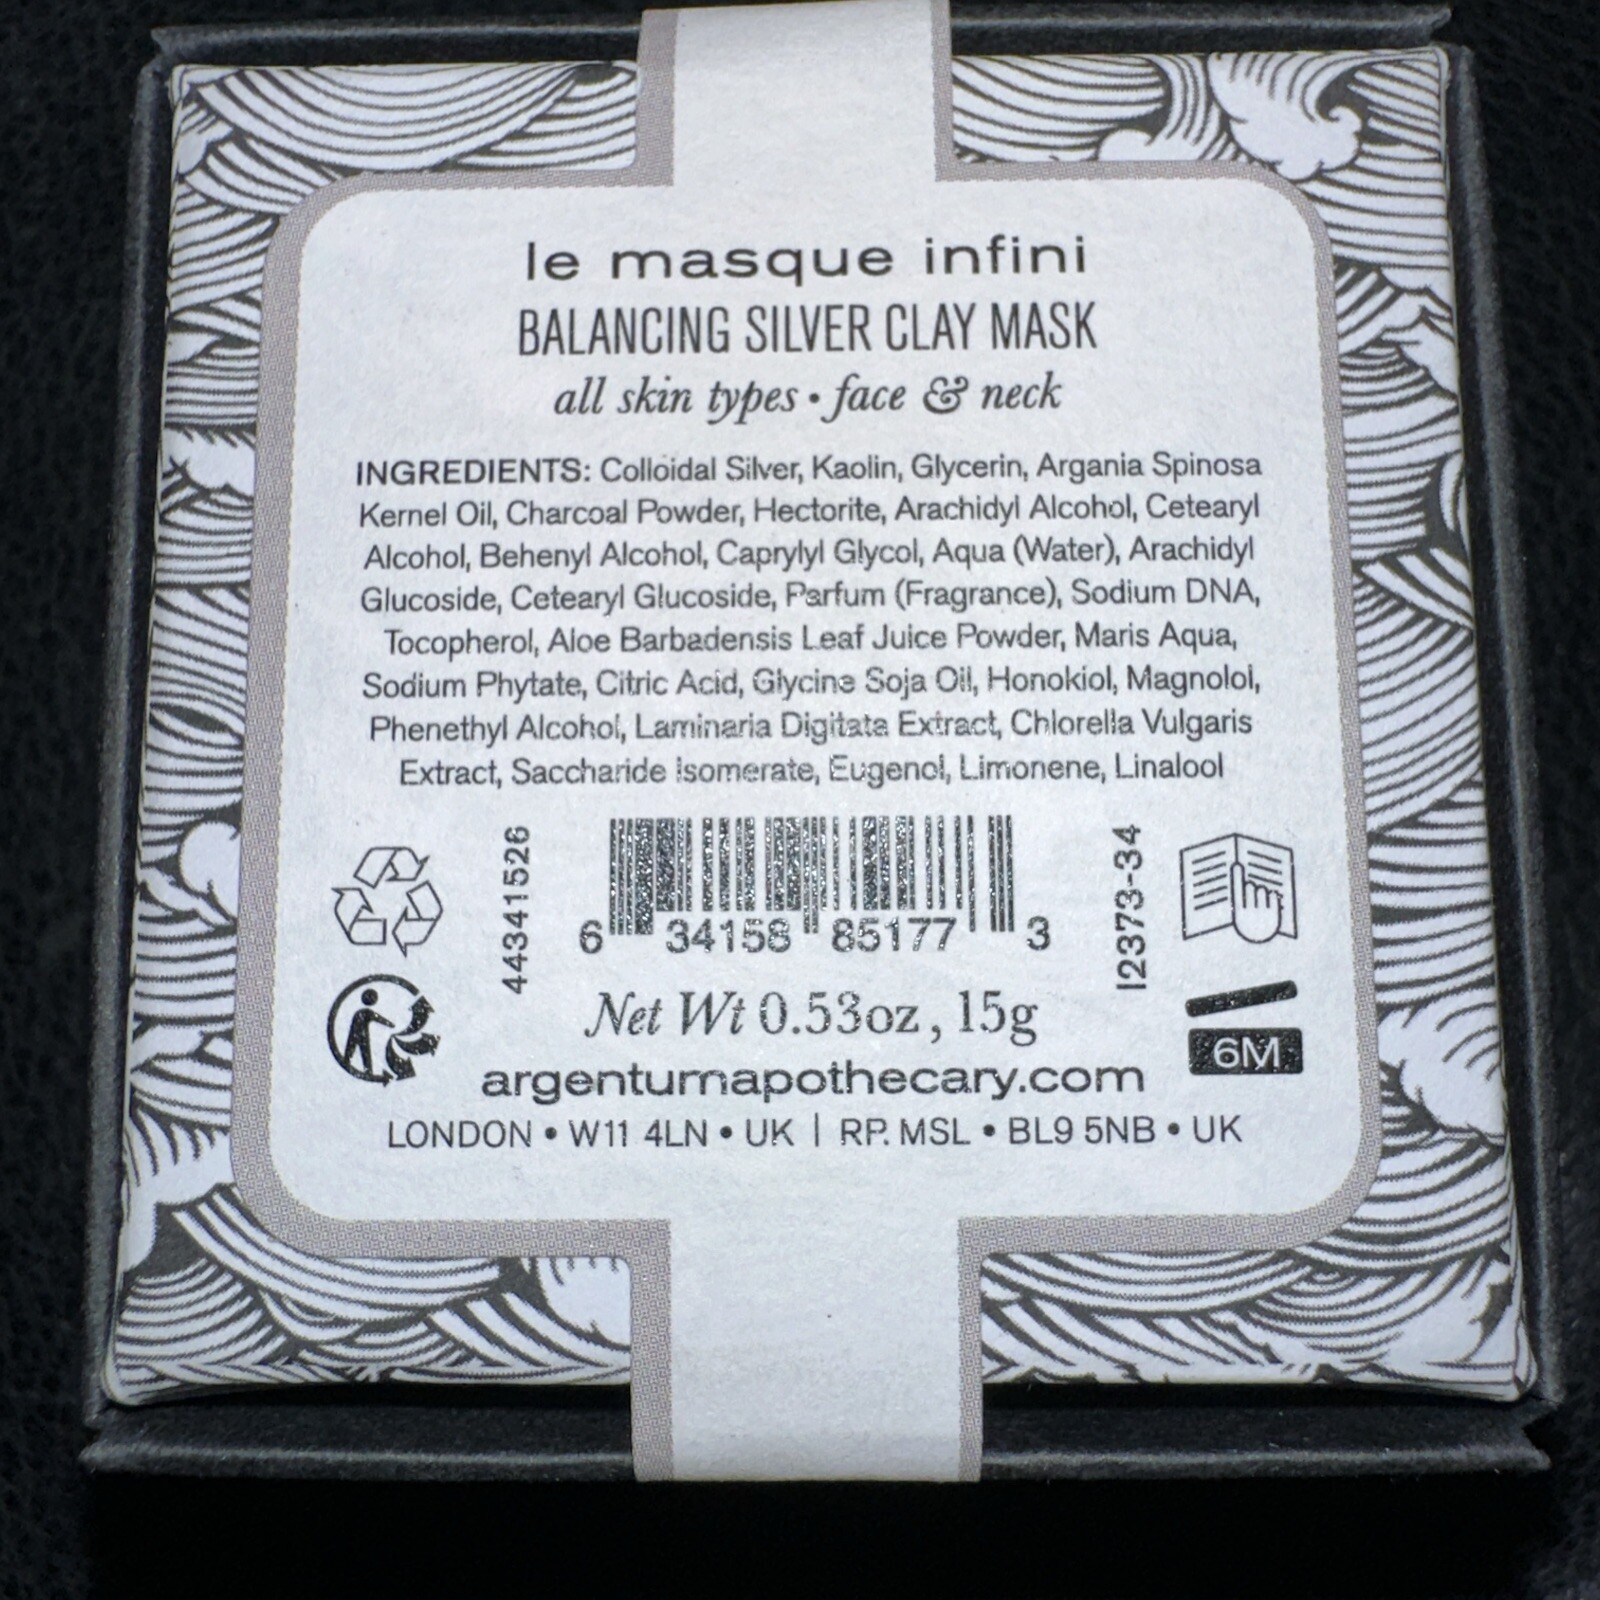 le masque infini
BALANCING SILVER CLAY MASK
all skin types • face & neck
INGREDIENTS: Colloidal Silver, Kaolin, Glycerin, Argania Spinosa
Kernel Oil, Charcoal Powder, Hectorite, Arachidyl Alcohol, Cetearyl
Alcohol, Behenyl Alcohol, Caprylyl Glycol, Aqua (Water), Arachidyl
Glucoside, Cetearyl Glucoside, Parfum (Fragrance), Sodium DNA,
Tocopherol, Aloe Barbadensis Leaf Juice Powder, Maris Aqua,
Sodium Phytate, Citric Acid, Glycine Soja Oil, Honokiol, Magnolol,
Phenethyl Alcohol, Laminaria Digitata Extract, Chlorella Vulgaris
Extract, Saccharide Isomerate, Eugenol, Limonene, Linalool
44341526
6 34158 85177 3
12373-34
Net Wt 0.53oz, 15g
6M
argentumapothecary.com
LONDON • W11 4LN • UK | RP. MSL • BL9 5NB • UK